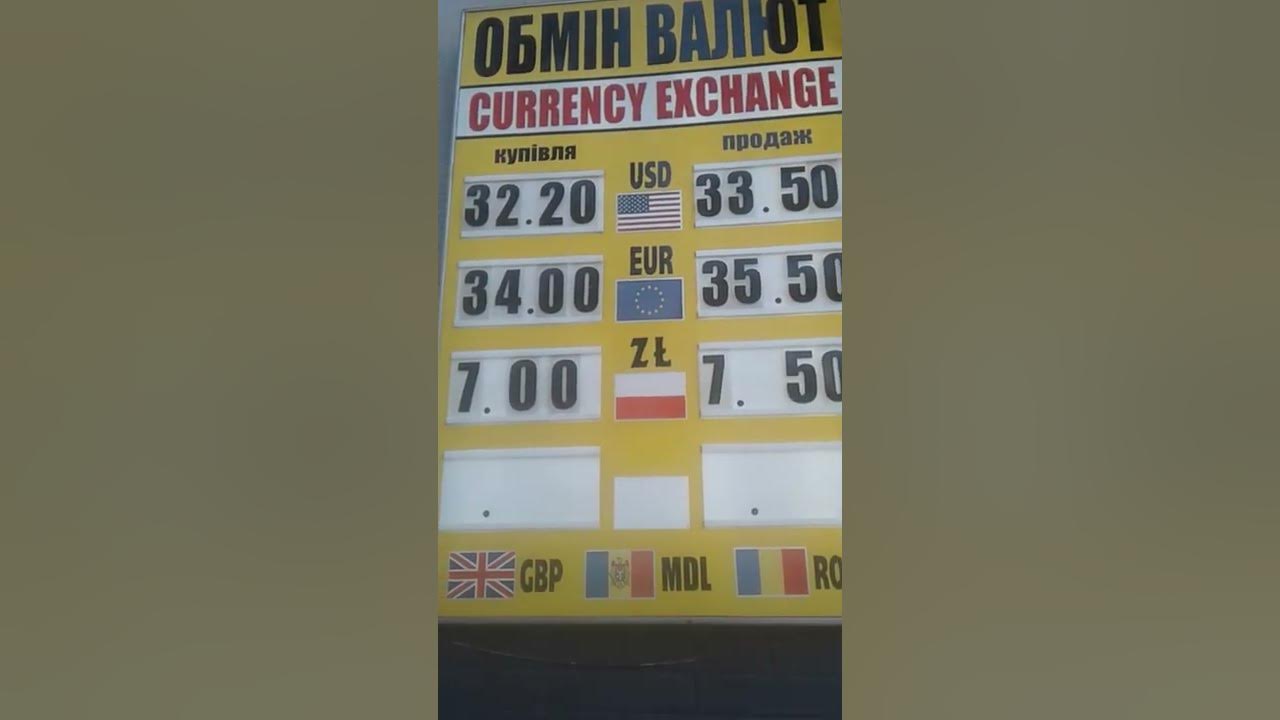 ОБМІН ВАЛЮТ
CURRENCY EXCHANGE
купівля продаж
32.20 USD 33.50
34.00 EUR 35.50
7.00 ZŁ 7.50
GBP MDL RO